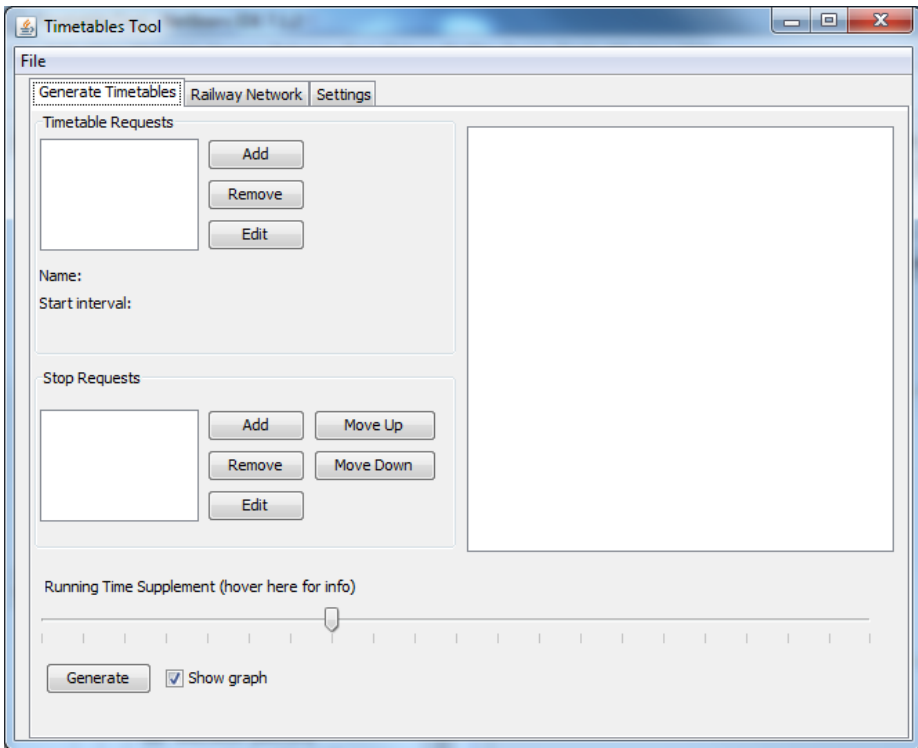 Timetables Tool
File
Generate Timetables Railway Network Settings
Timetable Requests
Add
Remove
Edit
Name:
Start interval:
Stop Requests
Add Move Up
Remove Move Down
Edit
Running Time Supplement (hover here for info)
Generate Show graph